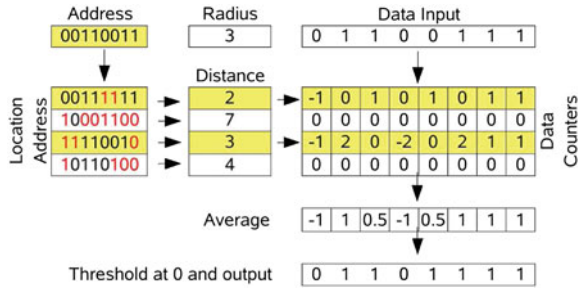 Address Radius Data Input
00110011 3 0 1 1 0 0 1 1 1
Distance
Location Address
00111111 2 -1 0 1 0 1 0 1 1
10001100 7 0 0 0 0 0 0 0 0
11110010 3 -1 2 0 -2 0 2 1 1
10110100 4 0 0 0 0 0 0 0 0
Data Counters
Average -1 1 0.5 -1 0.5 1 1 1
Threshold at 0 and output 0 1 1 0 1 1 1 1